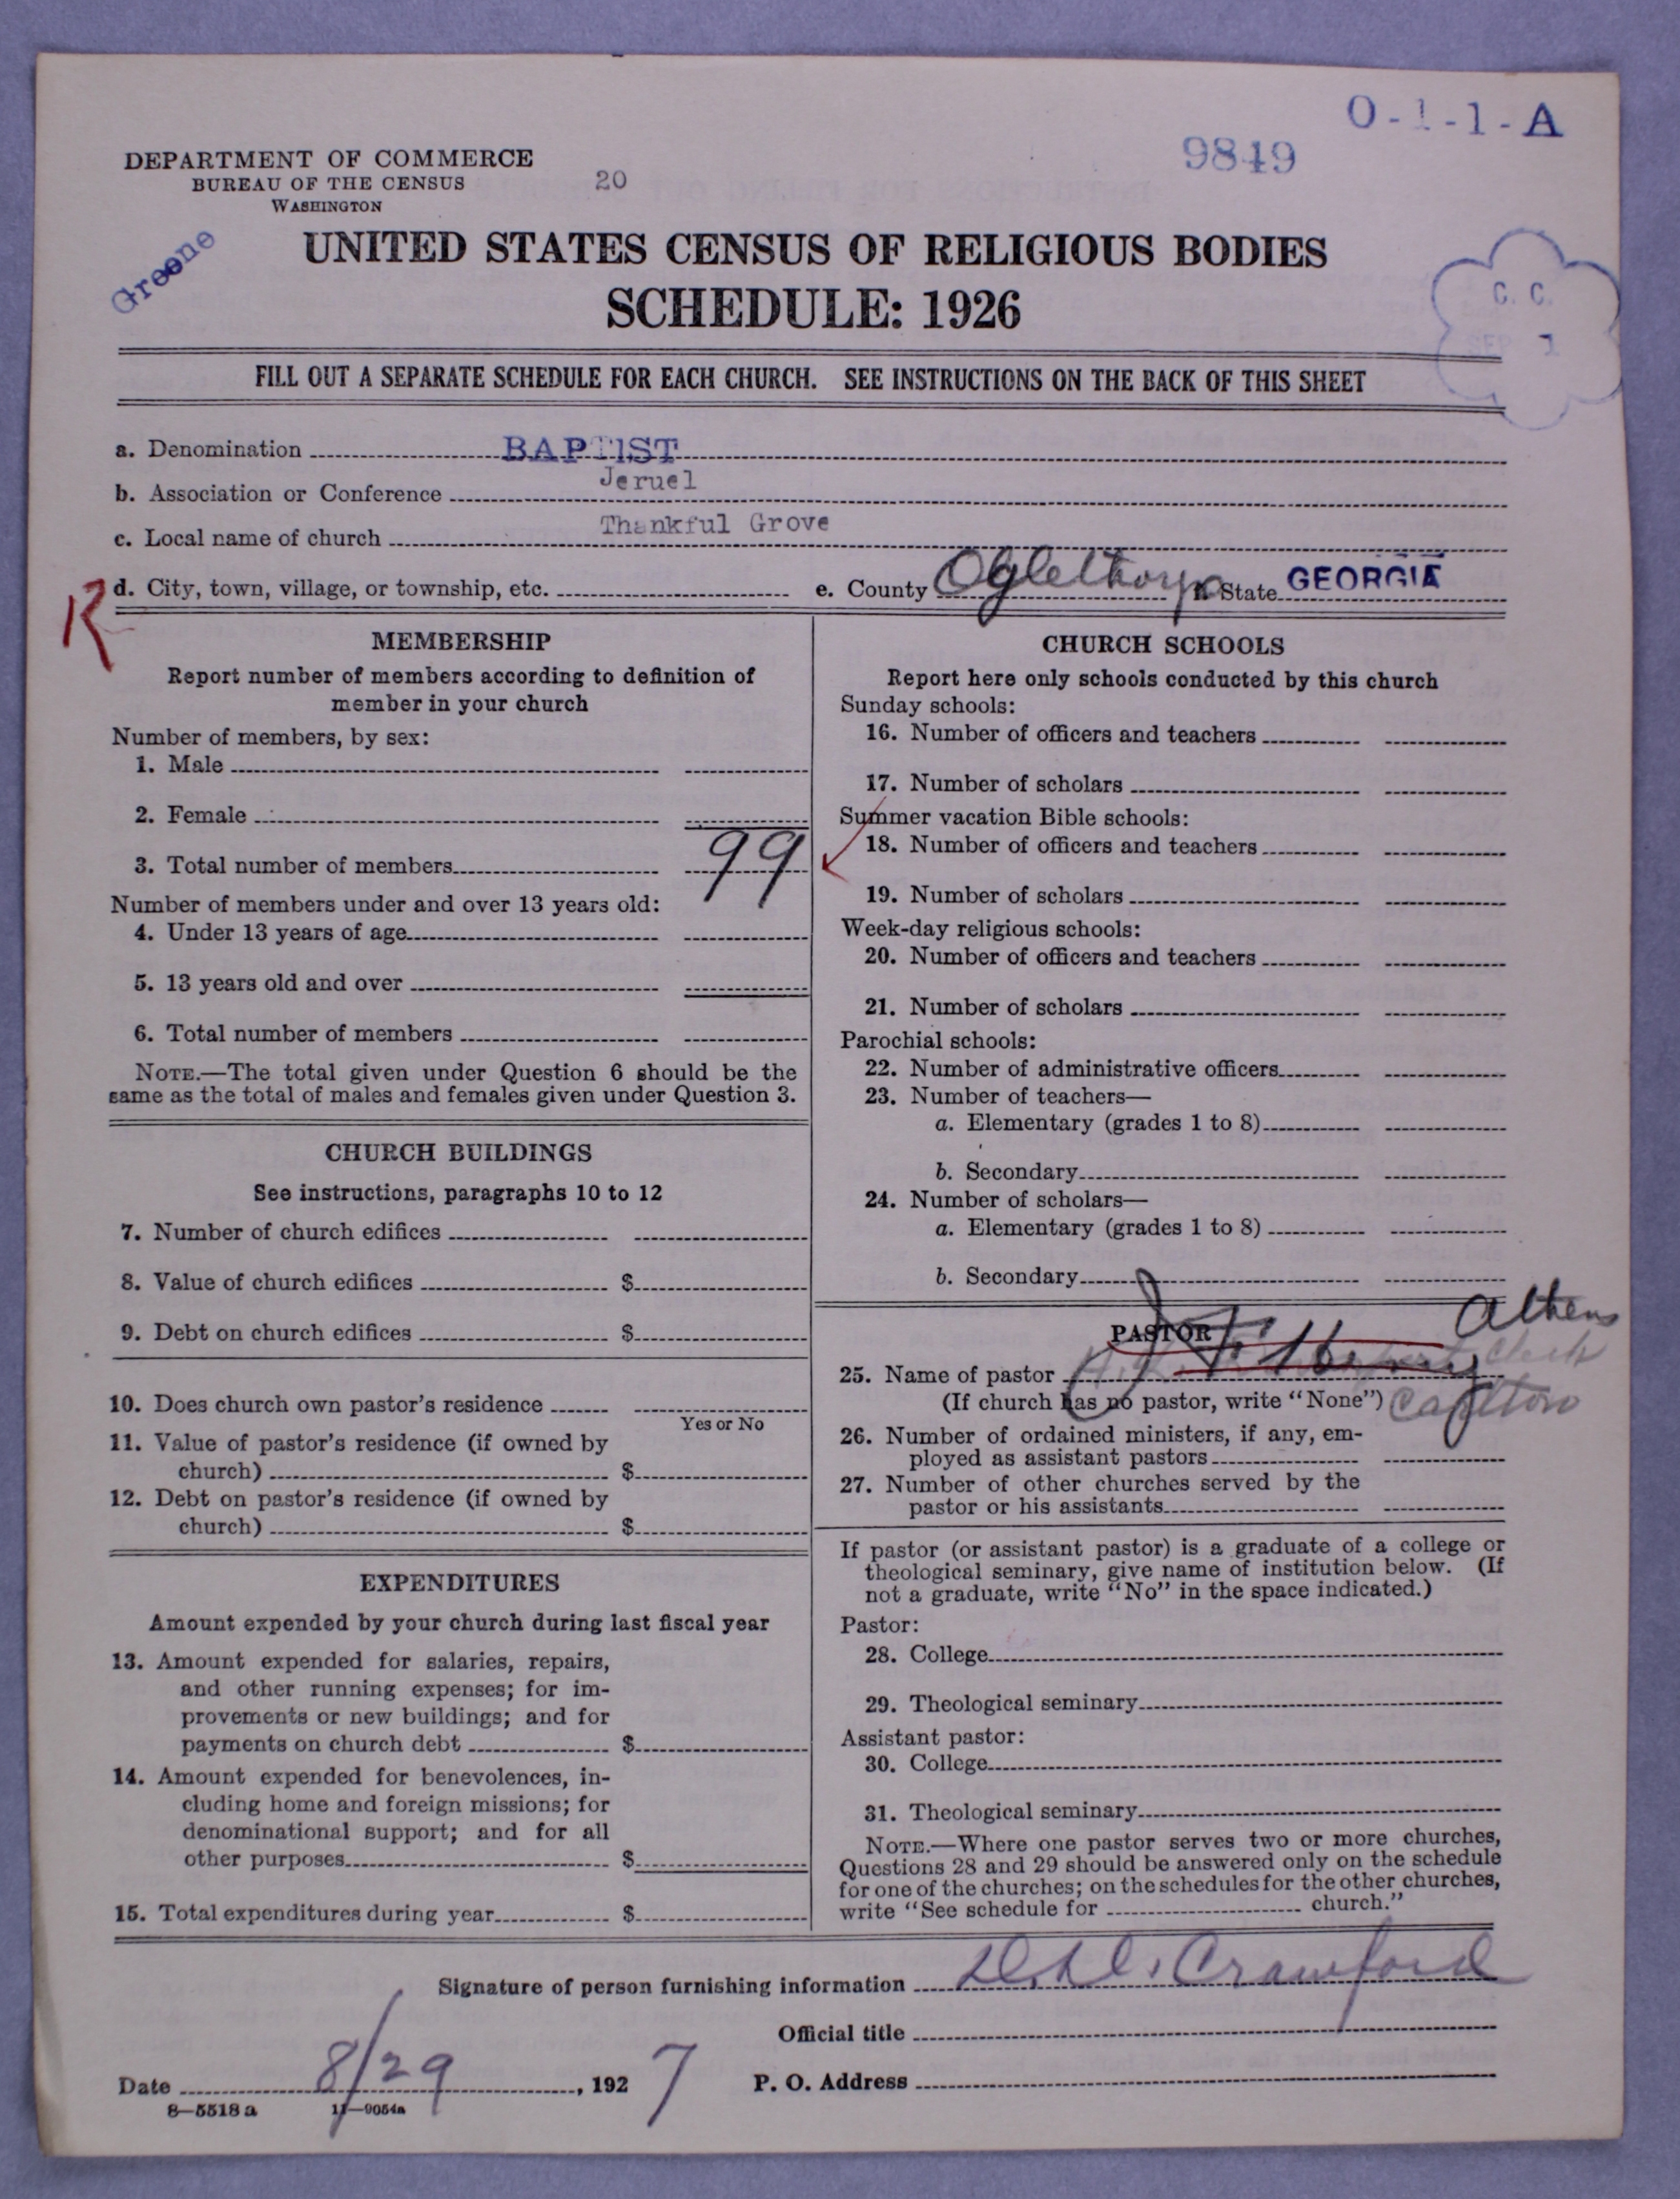 O-1-1-A
9849
DEPARTMENT OF COMMERCE
BUREAU OF THE CENSUS
WASHINGTON
20
Greene
UNITED STATES CENSUS OF RELIGIOUS BODIES
SCHEDULE: 1926
C. C.
SEP 1
FILL OUT A SEPARATE SCHEDULE FOR EACH CHURCH. SEE INSTRUCTIONS ON THE BACK OF THIS SHEET
a. Denomination BAPTIST
b. Association or Conference Jeruel
c. Local name of church Thankful Grove
R
d. City, town, village, or township, etc. e. County Oglethorpe f. State GEORGIA
MEMBERSHIP
Report number of members according to definition of
member in your church
Number of members, by sex:
1. Male
2. Female
3. Total number of members 99
Number of members under and over 13 years old:
4. Under 13 years of age
5. 13 years old and over
6. Total number of members
NOTE.—The total given under Question 6 should be the
same as the total of males and females given under Question 3.
CHURCH BUILDINGS
See instructions, paragraphs 10 to 12
7. Number of church edifices
8. Value of church edifices $
9. Debt on church edifices $
10. Does church own pastor's residence
Yes or No
11. Value of pastor's residence (if owned by
church) $
12. Debt on pastor's residence (if owned by
church) $
EXPENDITURES
Amount expended by your church during last fiscal year
13. Amount expended for salaries, repairs,
and other running expenses; for im-
provements or new buildings; and for
payments on church debt $
14. Amount expended for benevolences, in-
cluding home and foreign missions; for
denominational support; and for all
other purposes $
15. Total expenditures during year $
CHURCH SCHOOLS
Report here only schools conducted by this church
Sunday schools:
16. Number of officers and teachers
17. Number of scholars
Summer vacation Bible schools:
18. Number of officers and teachers
19. Number of scholars
Week-day religious schools:
20. Number of officers and teachers
21. Number of scholars
Parochial schools:
22. Number of administrative officers
23. Number of teachers—
a. Elementary (grades 1 to 8)
b. Secondary
24. Number of scholars—
a. Elementary (grades 1 to 8)
b. Secondary
PASTOR
Athens
25. Name of pastor Clerk
(If church has no pastor, write "None") Carlton
26. Number of ordained ministers, if any, em-
ployed as assistant pastors
27. Number of other churches served by the
pastor or his assistants
If pastor (or assistant pastor) is a graduate of a college or
theological seminary, give name of institution below. (If
not a graduate, write "No" in the space indicated.)
Pastor:
28. College
29. Theological seminary
Assistant pastor:
30. College
31. Theological seminary
NOTE.—Where one pastor serves two or more churches,
Questions 28 and 29 should be answered only on the schedule
for one of the churches; on the schedules for the other churches,
write "See schedule for church."
Signature of person furnishing information Crawford
Official title
Date 8/29, 1927 P. O. Address
8—5518a 11—9054a